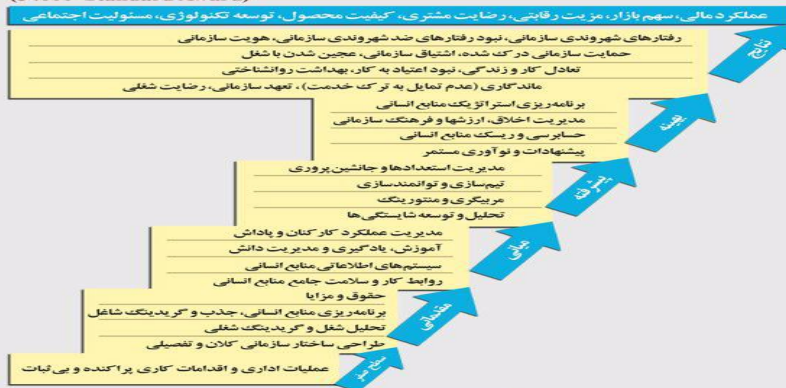 عملکرد مالی، سهم بازار، مزیت رقابتی، رضایت مشتری، کیفیت محصول، توسعه تکنولوژی، مسئولیت اجتماعی
رفتارهای شهروندی سازمانی، نبود رفتارهای ضد شهروندی سازمانی، هویت سازمانی
حمایت سازمانی درک شده، اشتیاق سازمانی، عجین شدن با شغل
تعادل کار و زندگی، نبود اعتیاد به کار، بهداشت روانشناختی
ماندگاری (عدم تمایل به ترک خدمت)، تعهد سازمانی، رضایت شغلی
نتایج
برنامه‌ریزی استراتژیک منابع انسانی
مدیریت اخلاق، ارزشها و فرهنگ سازمانی
حسابرسی و ریسک منابع انسانی
پیشنهادات و نوآوری مستمر
بهینه
مدیریت استعدادها و جانشین پروری
تیم‌سازی و توانمندسازی
مربیگری و منتورینگ
تحلیل و توسعه شایستگی‌ها
پیشرفته
مدیریت عملکرد کارکنان و پاداش
آموزش، یادگیری و مدیریت دانش
سیستم‌های اطلاعاتی منابع انسانی
روابط کار و سلامت جامع منابع انسانی
میانی
حقوق و مزایا
برنامه‌ریزی منابع انسانی، جذب و گریدینگ شاغل
تحلیل شغل و گریدینگ شغلی
طراحی ساختار سازمانی کلان و تفصیلی
مقدماتی
عملیات اداری و اقدامات کاری پراکنده و بی ثبات
سطح صفر